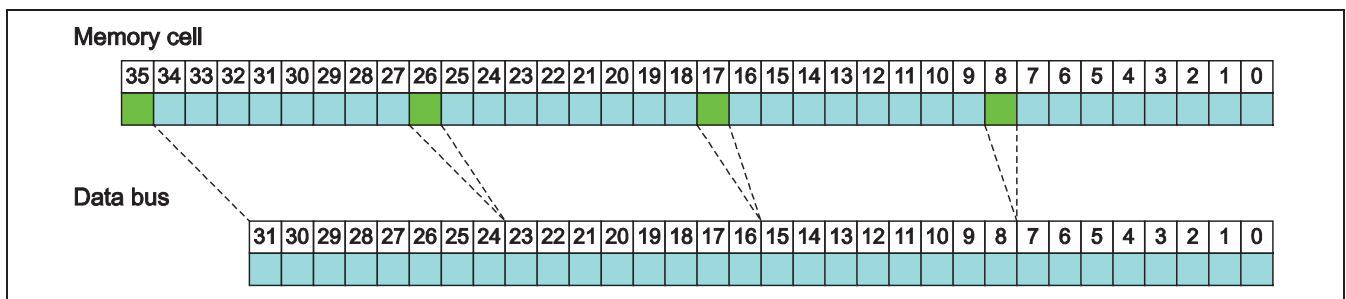 Memory cell
35 34 33 32 31 30 29 28 27 26 25 24 23 22 21 20 19 18 17 16 15 14 13 12 11 10 9 8 7 6 5 4 3 2 1 0
Data bus
31 30 29 28 27 26 25 24 23 22 21 20 19 18 17 16 15 14 13 12 11 10 9 8 7 6 5 4 3 2 1 0